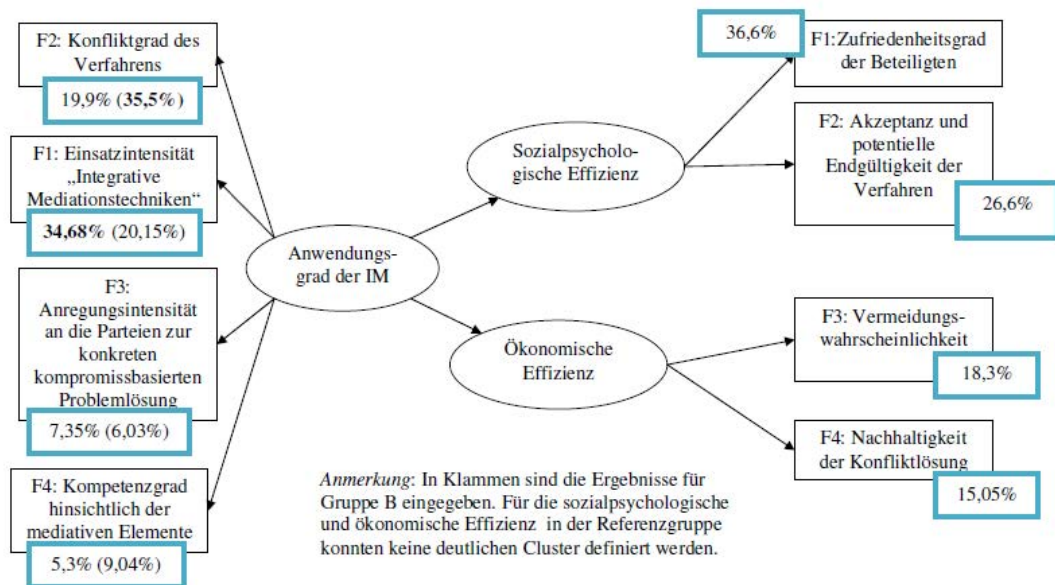 F2: Konfliktgrad des
Verfahrens
19,9% (35,5%)
F1: Einsatzintensität
„Integrative
Mediationstechniken“
34,68% (20,15%)
F3:
Anregungsintensität
an die Parteien zur
konkreten
kompromissbasierten
Problemlösung
7,35% (6,03%)
F4: Kompetenzgrad
hinsichtlich der
mediativen Elemente
5,3% (9,04%)
Anwendungs-
grad der IM
Sozialpsycholo-
gische Effizienz
Ökonomische
Effizienz
36,6%
F1:Zufriedenheitsgrad
der Beteiligten
F2: Akzeptanz und
potentielle
Endgültigkeit der
Verfahren
26,6%
F3: Vermeidungs-
wahrscheinlichkeit
18,3%
F4: Nachhaltigkeit
der Konfliktlösung
15,05%
Anmerkung: In Klammen sind die Ergebnisse für
Gruppe B eingegeben. Für die sozialpsychologische
und ökonomische Effizienz in der Referenzgruppe
konnten keine deutlichen Cluster definiert werden.